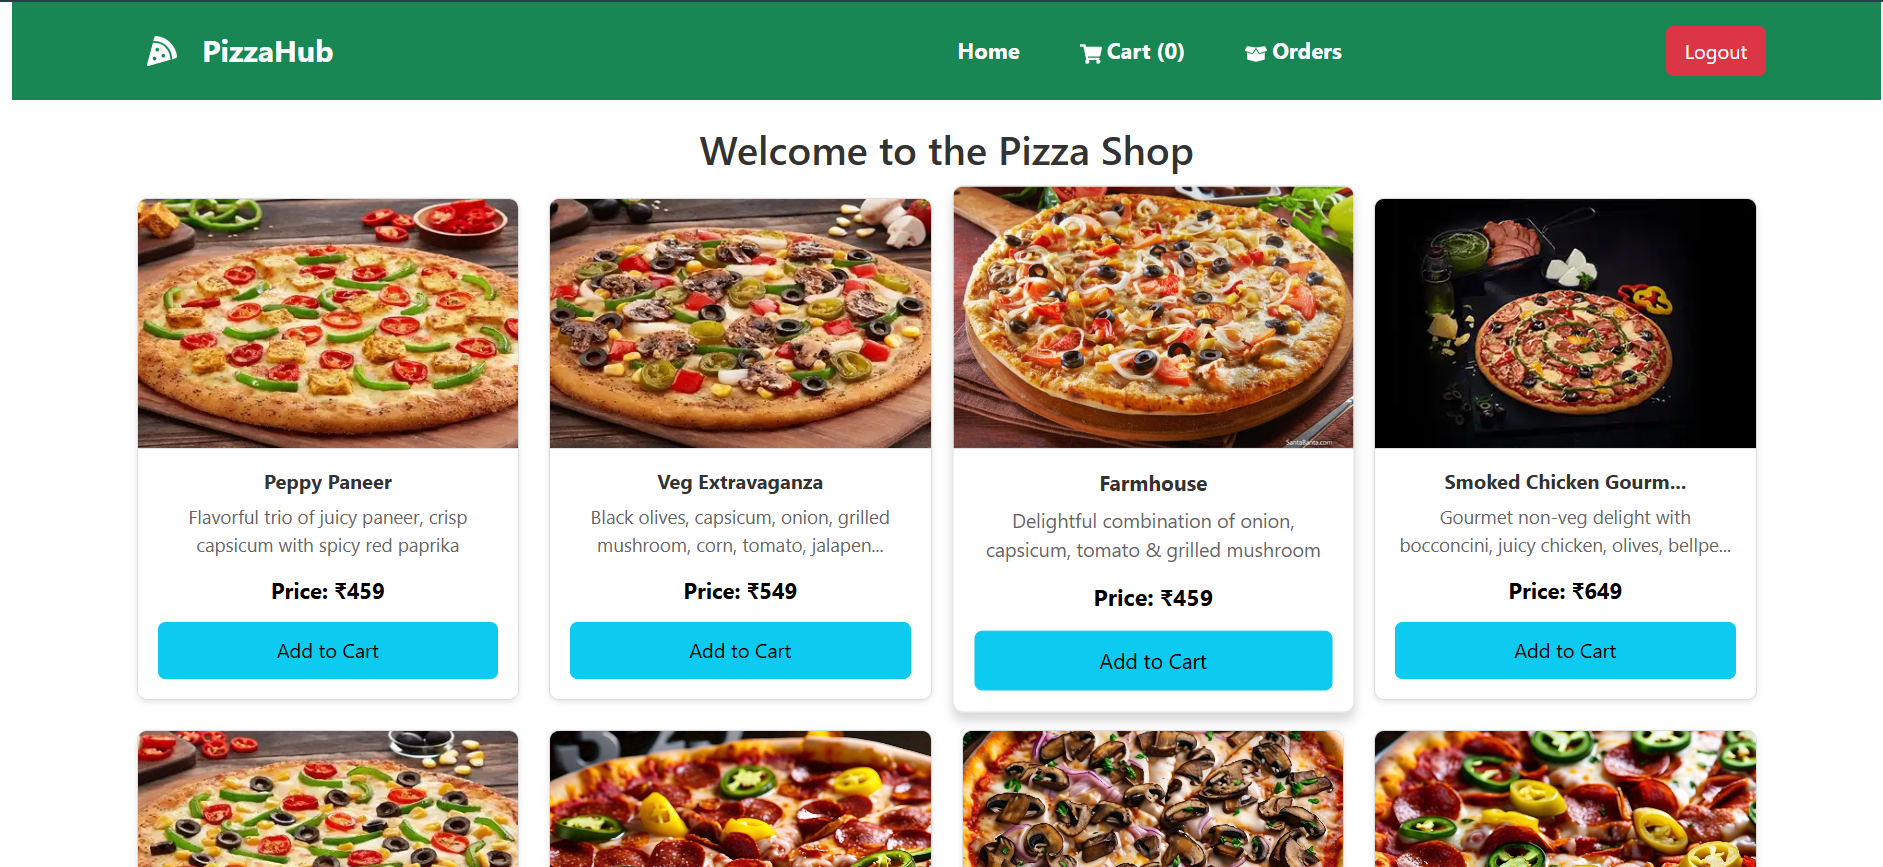 PizzaHub
Home
Cart (0)
Orders
Logout
Welcome to the Pizza Shop
Peppy Paneer
Flavorful trio of juicy paneer, crisp
capsicum with spicy red paprika
Price: ₹459
Add to Cart
Veg Extravaganza
Black olives, capsicum, onion, grilled
mushroom, corn, tomato, jalapen...
Price: ₹549
Add to Cart
Santabanta.com
Farmhouse
Delightful combination of onion,
capsicum, tomato & grilled mushroom
Price: ₹459
Add to Cart
Smoked Chicken Gourm...
Gourmet non-veg delight with
bocconcini, juicy chicken, olives, bellpe...
Price: ₹649
Add to Cart